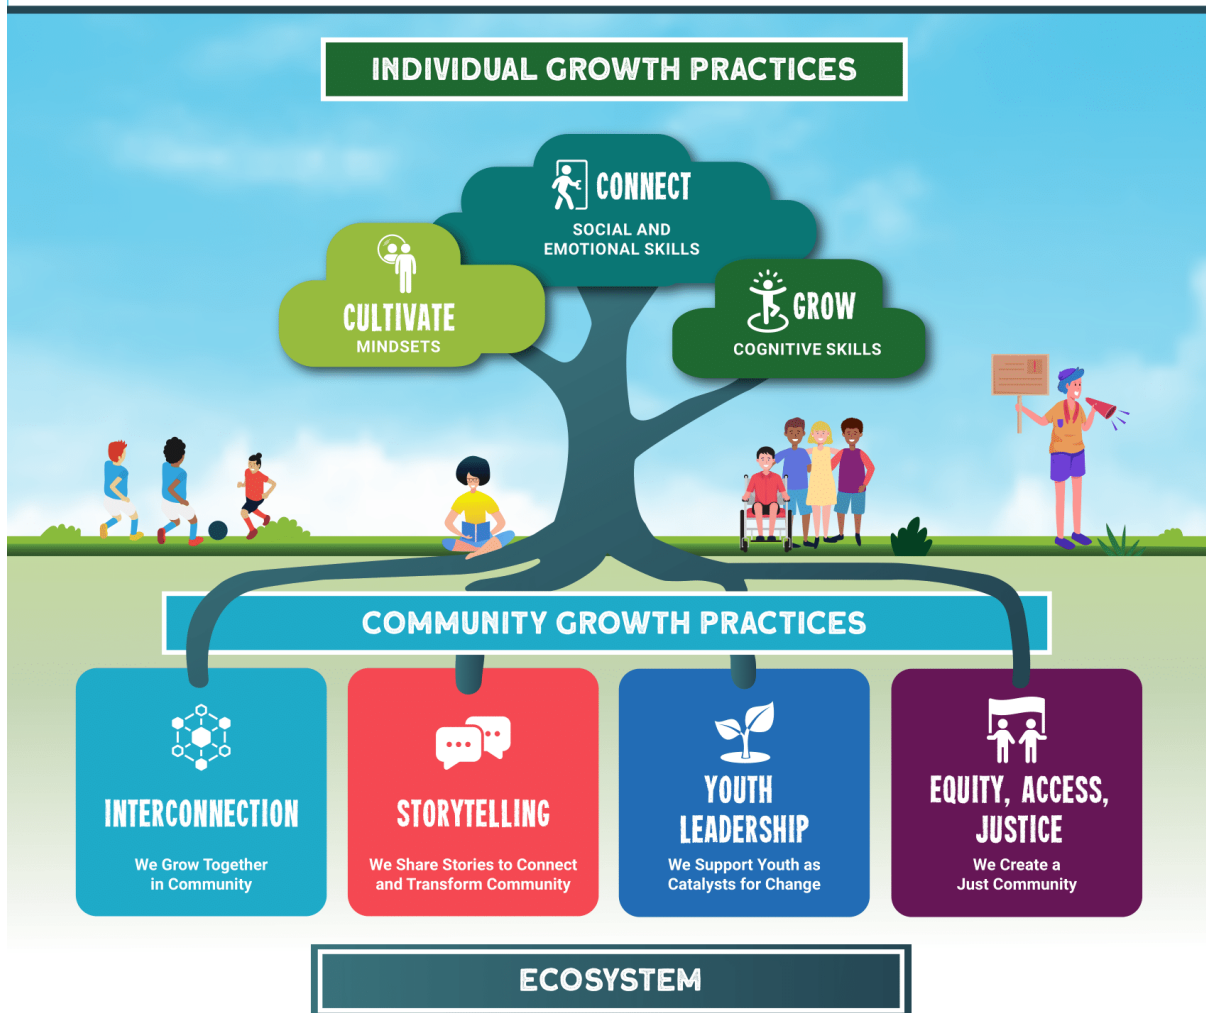 INDIVIDUAL GROWTH PRACTICES
CONNECT
SOCIAL AND
EMOTIONAL SKILLS
CULTIVATE
MINDSETS
GROW
COGNITIVE SKILLS
COMMUNITY GROWTH PRACTICES
INTERCONNECTION
We Grow Together
in Community
STORYTELLING
We Share Stories to Connect
and Transform Community
YOUTH
LEADERSHIP
We Support Youth as
Catalysts for Change
EQUITY, ACCESS,
JUSTICE
We Create a
Just Community
ECOSYSTEM